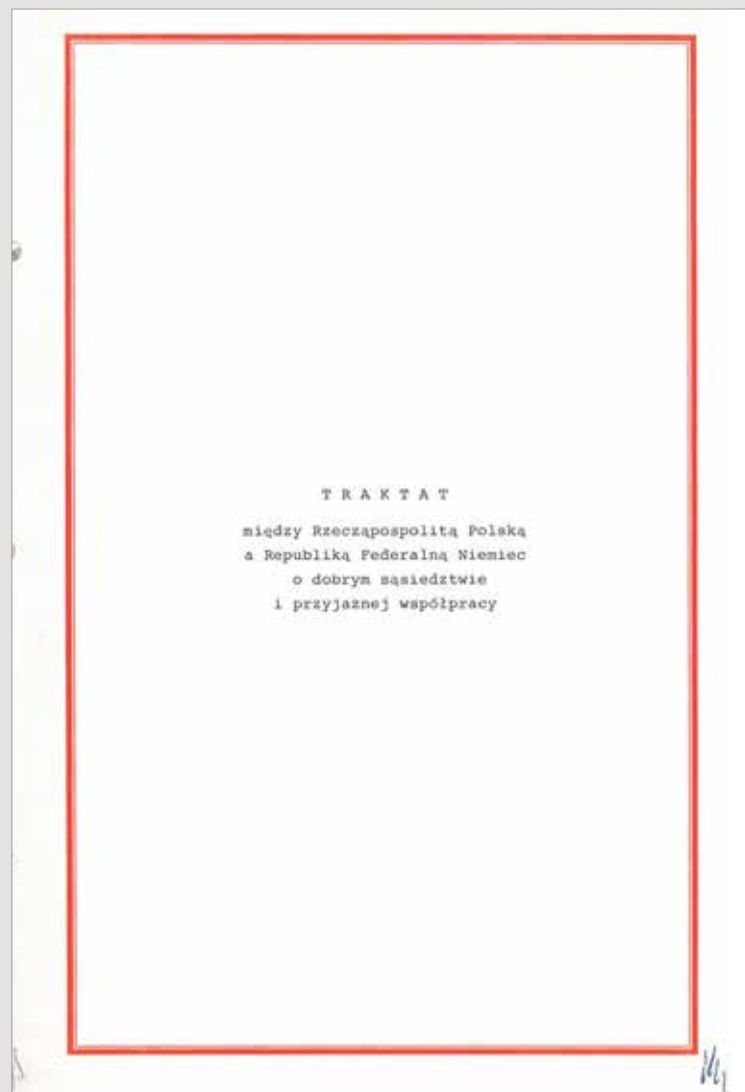 T R A K T A T
między Rzecząpospolitą Polską
a Republiką Federalną Niemiec
o dobrym sąsiedztwie
i przyjaznej współpracy